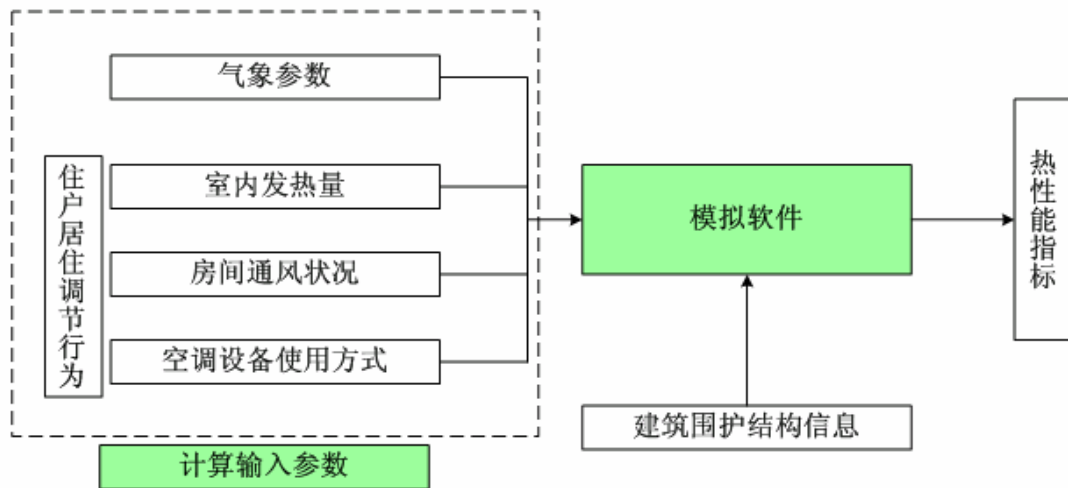 气象参数
住户居住调节行为
室内发热量
房间通风状况
空调设备使用方式
计算输入参数
模拟软件
建筑围护结构信息
热性能指标